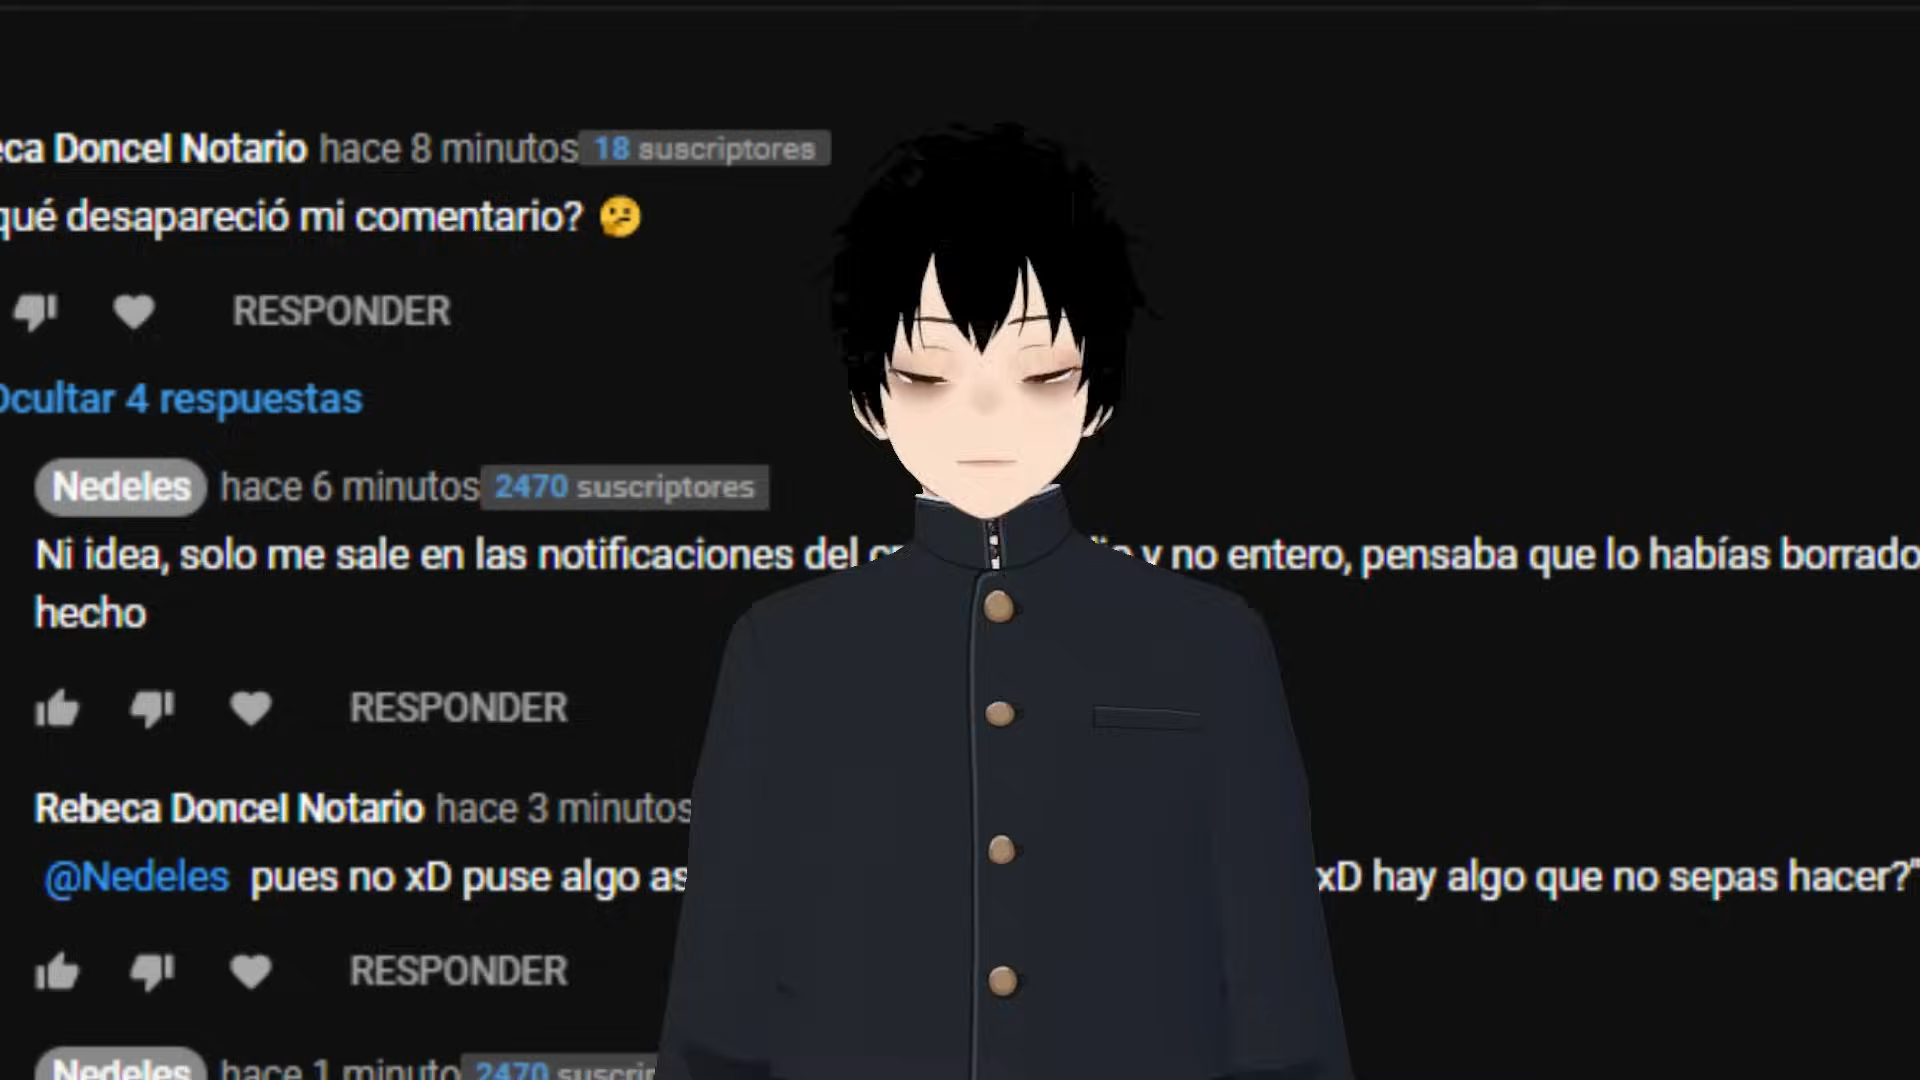 eca Doncel Notario hace 8 minutos 18 suscriptores
qué desapareció mi comentario? 🤔
RESPONDER
Ocultar 4 respuestas
Nedeles hace 6 minutos 2470 suscriptores
Ni idea, solo me sale en las notificaciones del y no entero, pensaba que lo habías borrado
hecho
RESPONDER
Rebeca Doncel Notario hace 3 minutos
@Nedeles pues no xD puse algo as xD hay algo que no sepas hacer?"
RESPONDER
Nedeles hace 1 minuto 2470 suscrip